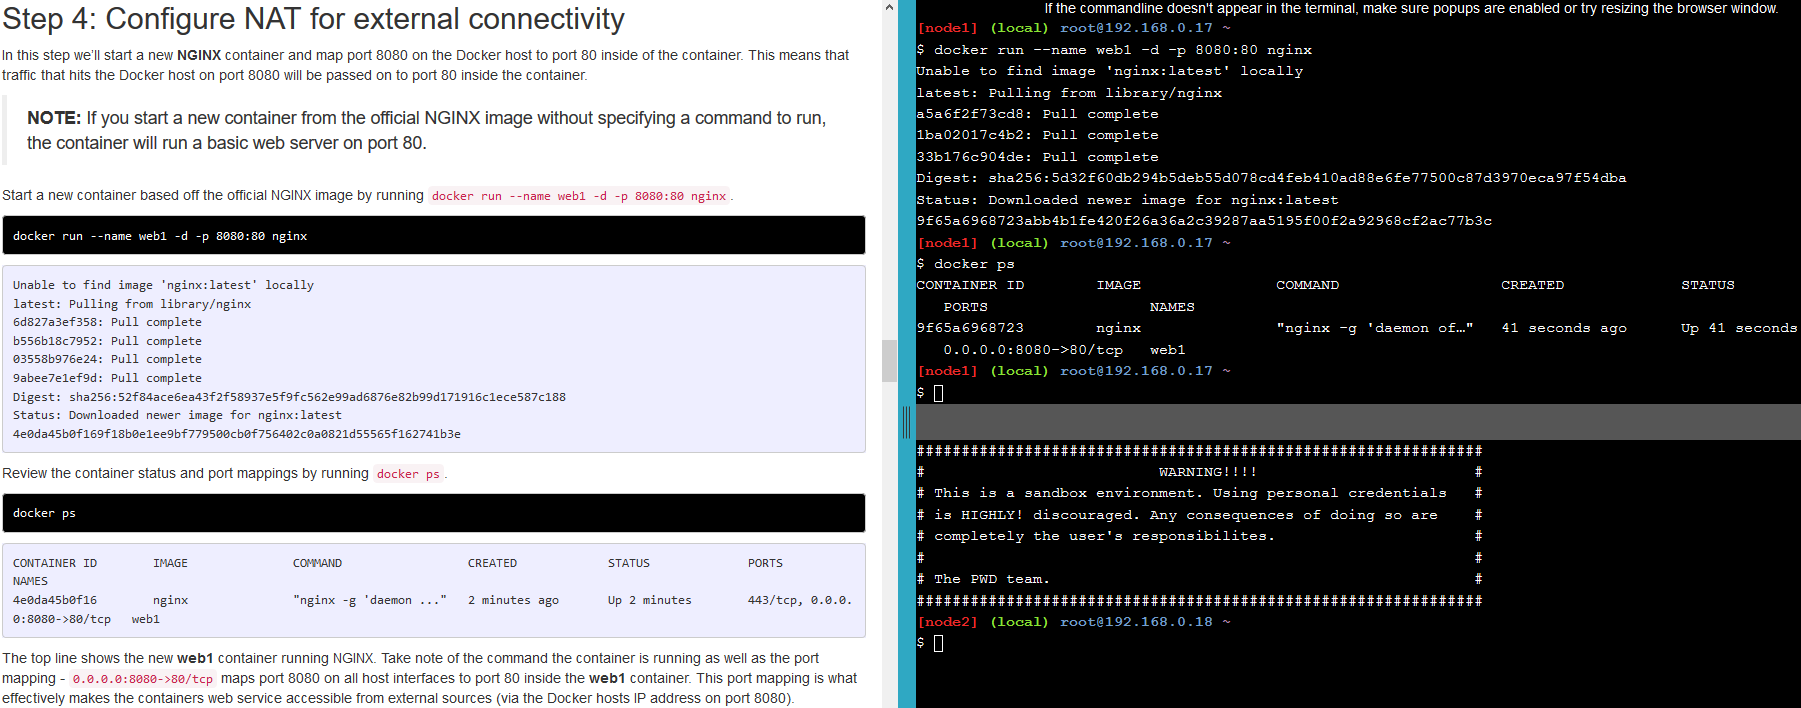 Step 4: Configure NAT for external connectivity
In this step we'll start a new NGINX container and map port 8080 on the Docker host to port 80 inside of the container. This means that
traffic that hits the Docker host on port 8080 will be passed on to port 80 inside the container.
NOTE: If you start a new container from the official NGINX image without specifying a command to run,
the container will run a basic web server on port 80.
Start a new container based off the official NGINX image by running docker run --name web1 -d -p 8080:80 nginx .
docker run --name web1 -d -p 8080:80 nginx
Unable to find image 'nginx:latest' locally
latest: Pulling from library/nginx
6d827a3ef358: Pull complete
b556b18c7952: Pull complete
03558b976e24: Pull complete
9abee7e1ef9d: Pull complete
Digest: sha256:52f84ace6ea43f2f58937e5f9fc562e99ad6876e82b99d171916c1ece587c188
Status: Downloaded newer image for nginx:latest
4e0da45b0f169f18b0e1ee9bf779500cb0f756402c0a0821d55565f162741b3e
Review the container status and port mappings by running docker ps .
docker ps
CONTAINER ID        IMAGE               COMMAND                  CREATED             STATUS              PORTS
NAMES
4e0da45b0f16        nginx               "nginx -g 'daemon ..."   2 minutes ago       Up 2 minutes        443/tcp, 0.0.0.
0:8080->80/tcp   web1
The top line shows the new web1 container running NGINX. Take note of the command the container is running as well as the port
mapping - 0.0.0.0:8080->80/tcp maps port 8080 on all host interfaces to port 80 inside the web1 container. This port mapping is what
effectively makes the containers web service accessible from external sources (via the Docker hosts IP address on port 8080).
If the commandline doesn't appear in the terminal, make sure popups are enabled or try resizing the browser window.
[node1] (local) root@192.168.0.17 ~
$ docker run --name web1 -d -p 8080:80 nginx
Unable to find image 'nginx:latest' locally
latest: Pulling from library/nginx
a5a6f2f73cd8: Pull complete
1ba02017c4b2: Pull complete
33b176c904de: Pull complete
Digest: sha256:5d32f60db294b5deb55d078cd4feb410ad88e6fe77500c87d3970eca97f54dba
Status: Downloaded newer image for nginx:latest
9f65a6968723abb4b1fe420f26a36a2c39287aa5195f00f2a92968cf2ac77b3c
[node1] (local) root@192.168.0.17 ~
$ docker ps
CONTAINER ID        IMAGE               COMMAND                  CREATED             STATUS
   PORTS                  NAMES
9f65a6968723        nginx               "nginx -g 'daemon of…"   41 seconds ago      Up 41 seconds
   0.0.0.0:8080->80/tcp   web1
[node1] (local) root@192.168.0.17 ~
$
###############################################################
#                          WARNING!!!!                        #
# This is a sandbox environment. Using personal credentials   #
# is HIGHLY! discouraged. Any consequences of doing so are    #
# completely the user's responsibilites.                      #
#                                                             #
# The PWD team.                                               #
###############################################################
[node2] (local) root@192.168.0.18 ~
$